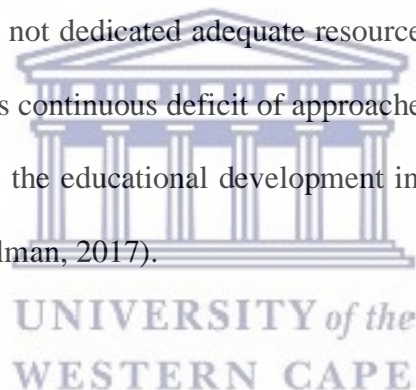 not dedicated adequate resource
s continuous deficit of approache
the educational development in
lman, 2017).
UNIVERSITY of the
WESTERN CAPE